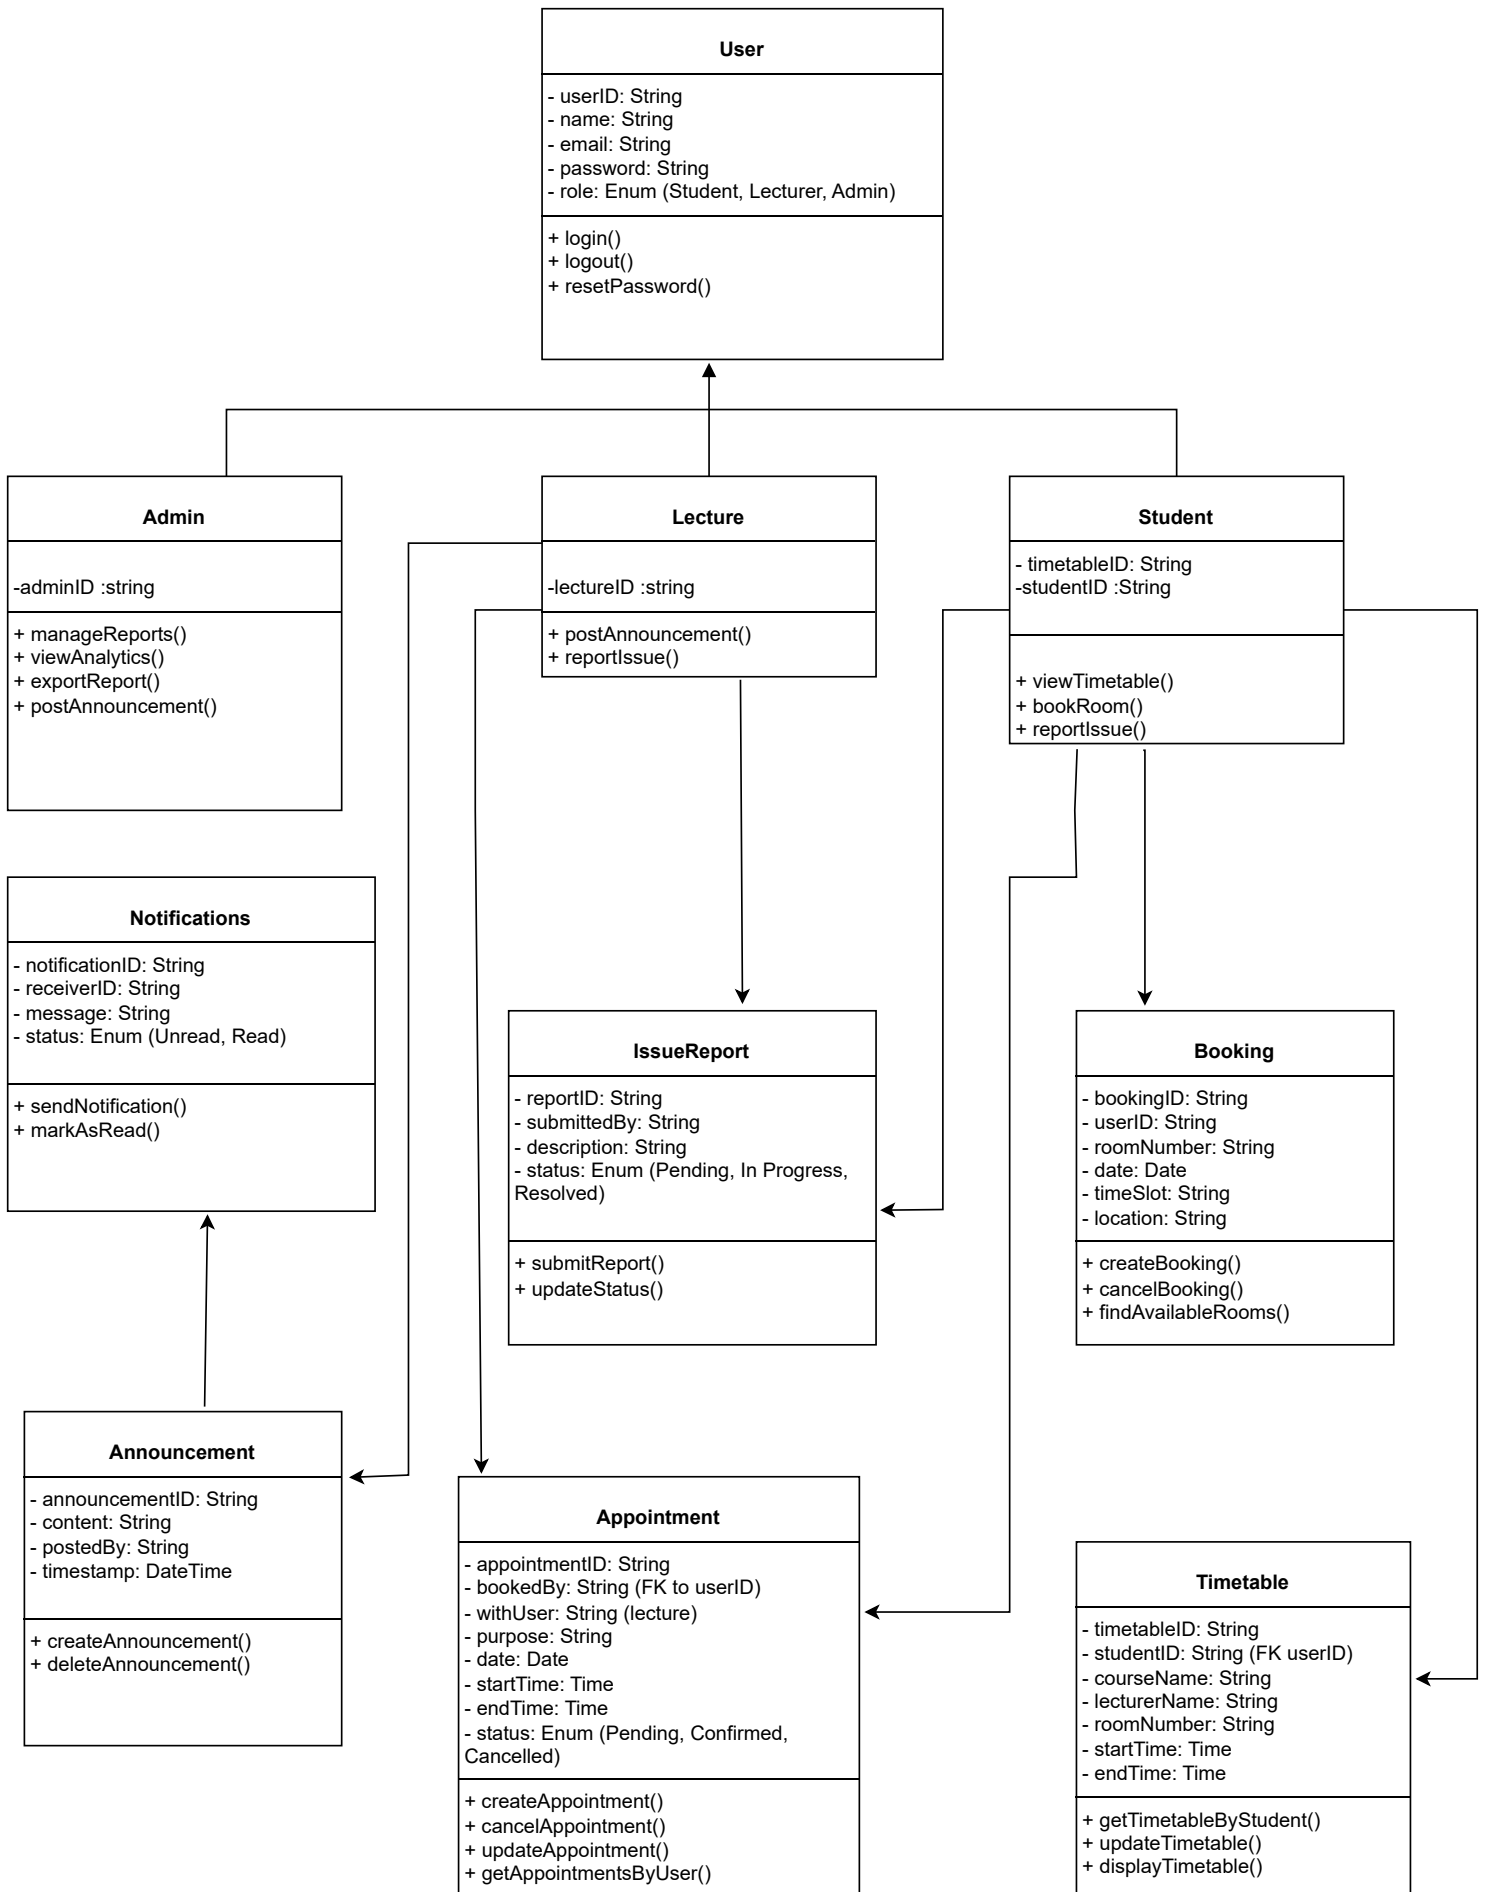 User
- userID: String
- name: String
- email: String
- password: String
- role: Enum (Student, Lecturer, Admin)
+ login()
+ logout()
+ resetPassword()
Admin
-adminID :string
+ manageReports()
+ viewAnalytics()
+ exportReport()
+ postAnnouncement()
Lecture
-lectureID :string
+ postAnnouncement()
+ reportIssue()
Student
- timetableID: String
-studentID :String
+ viewTimetable()
+ bookRoom()
+ reportIssue()
Notifications
- notificationID: String
- receiverID: String
- message: String
- status: Enum (Unread, Read)
+ sendNotification()
+ markAsRead()
IssueReport
- reportID: String
- submittedBy: String
- description: String
- status: Enum (Pending, In Progress,
Resolved)
+ submitReport()
+ updateStatus()
Booking
- bookingID: String
- userID: String
- roomNumber: String
- date: Date
- timeSlot: String
- location: String
+ createBooking()
+ cancelBooking()
+ findAvailableRooms()
Announcement
- announcementID: String
- content: String
- postedBy: String
- timestamp: DateTime
+ createAnnouncement()
+ deleteAnnouncement()
Appointment
- appointmentID: String
- bookedBy: String (FK to userID)
- withUser: String (lecture)
- purpose: String
- date: Date
- startTime: Time
- endTime: Time
- status: Enum (Pending, Confirmed,
Cancelled)
+ createAppointment()
+ cancelAppointment()
+ updateAppointment()
+ getAppointmentsByUser()
Timetable
- timetableID: String
- studentID: String (FK userID)
- courseName: String
- lecturerName: String
- roomNumber: String
- startTime: Time
- endTime: Time
+ getTimetableByStudent()
+ updateTimetable()
+ displayTimetable()